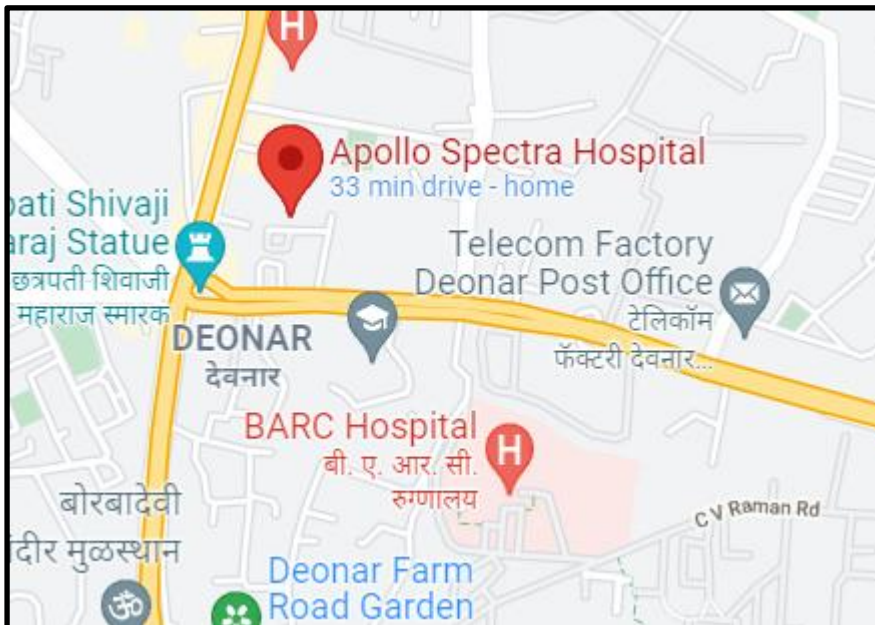 H
Apollo Spectra Hospital
33 min drive - home
pati Shivaji
araj Statue
छत्रपती शिवाजी
महाराज स्मारक
Telecom Factory
Deonar Post Office
टेलिकॉम
फॅक्टरी देवनार...
DEONAR
देवनार
BARC Hospital
बी. ए. आर. सी.
रुग्णालय
H
C V Raman Rd
बोरबादेवी
दीर मुळस्थान
ॐ
Deonar Farm
Road Garden